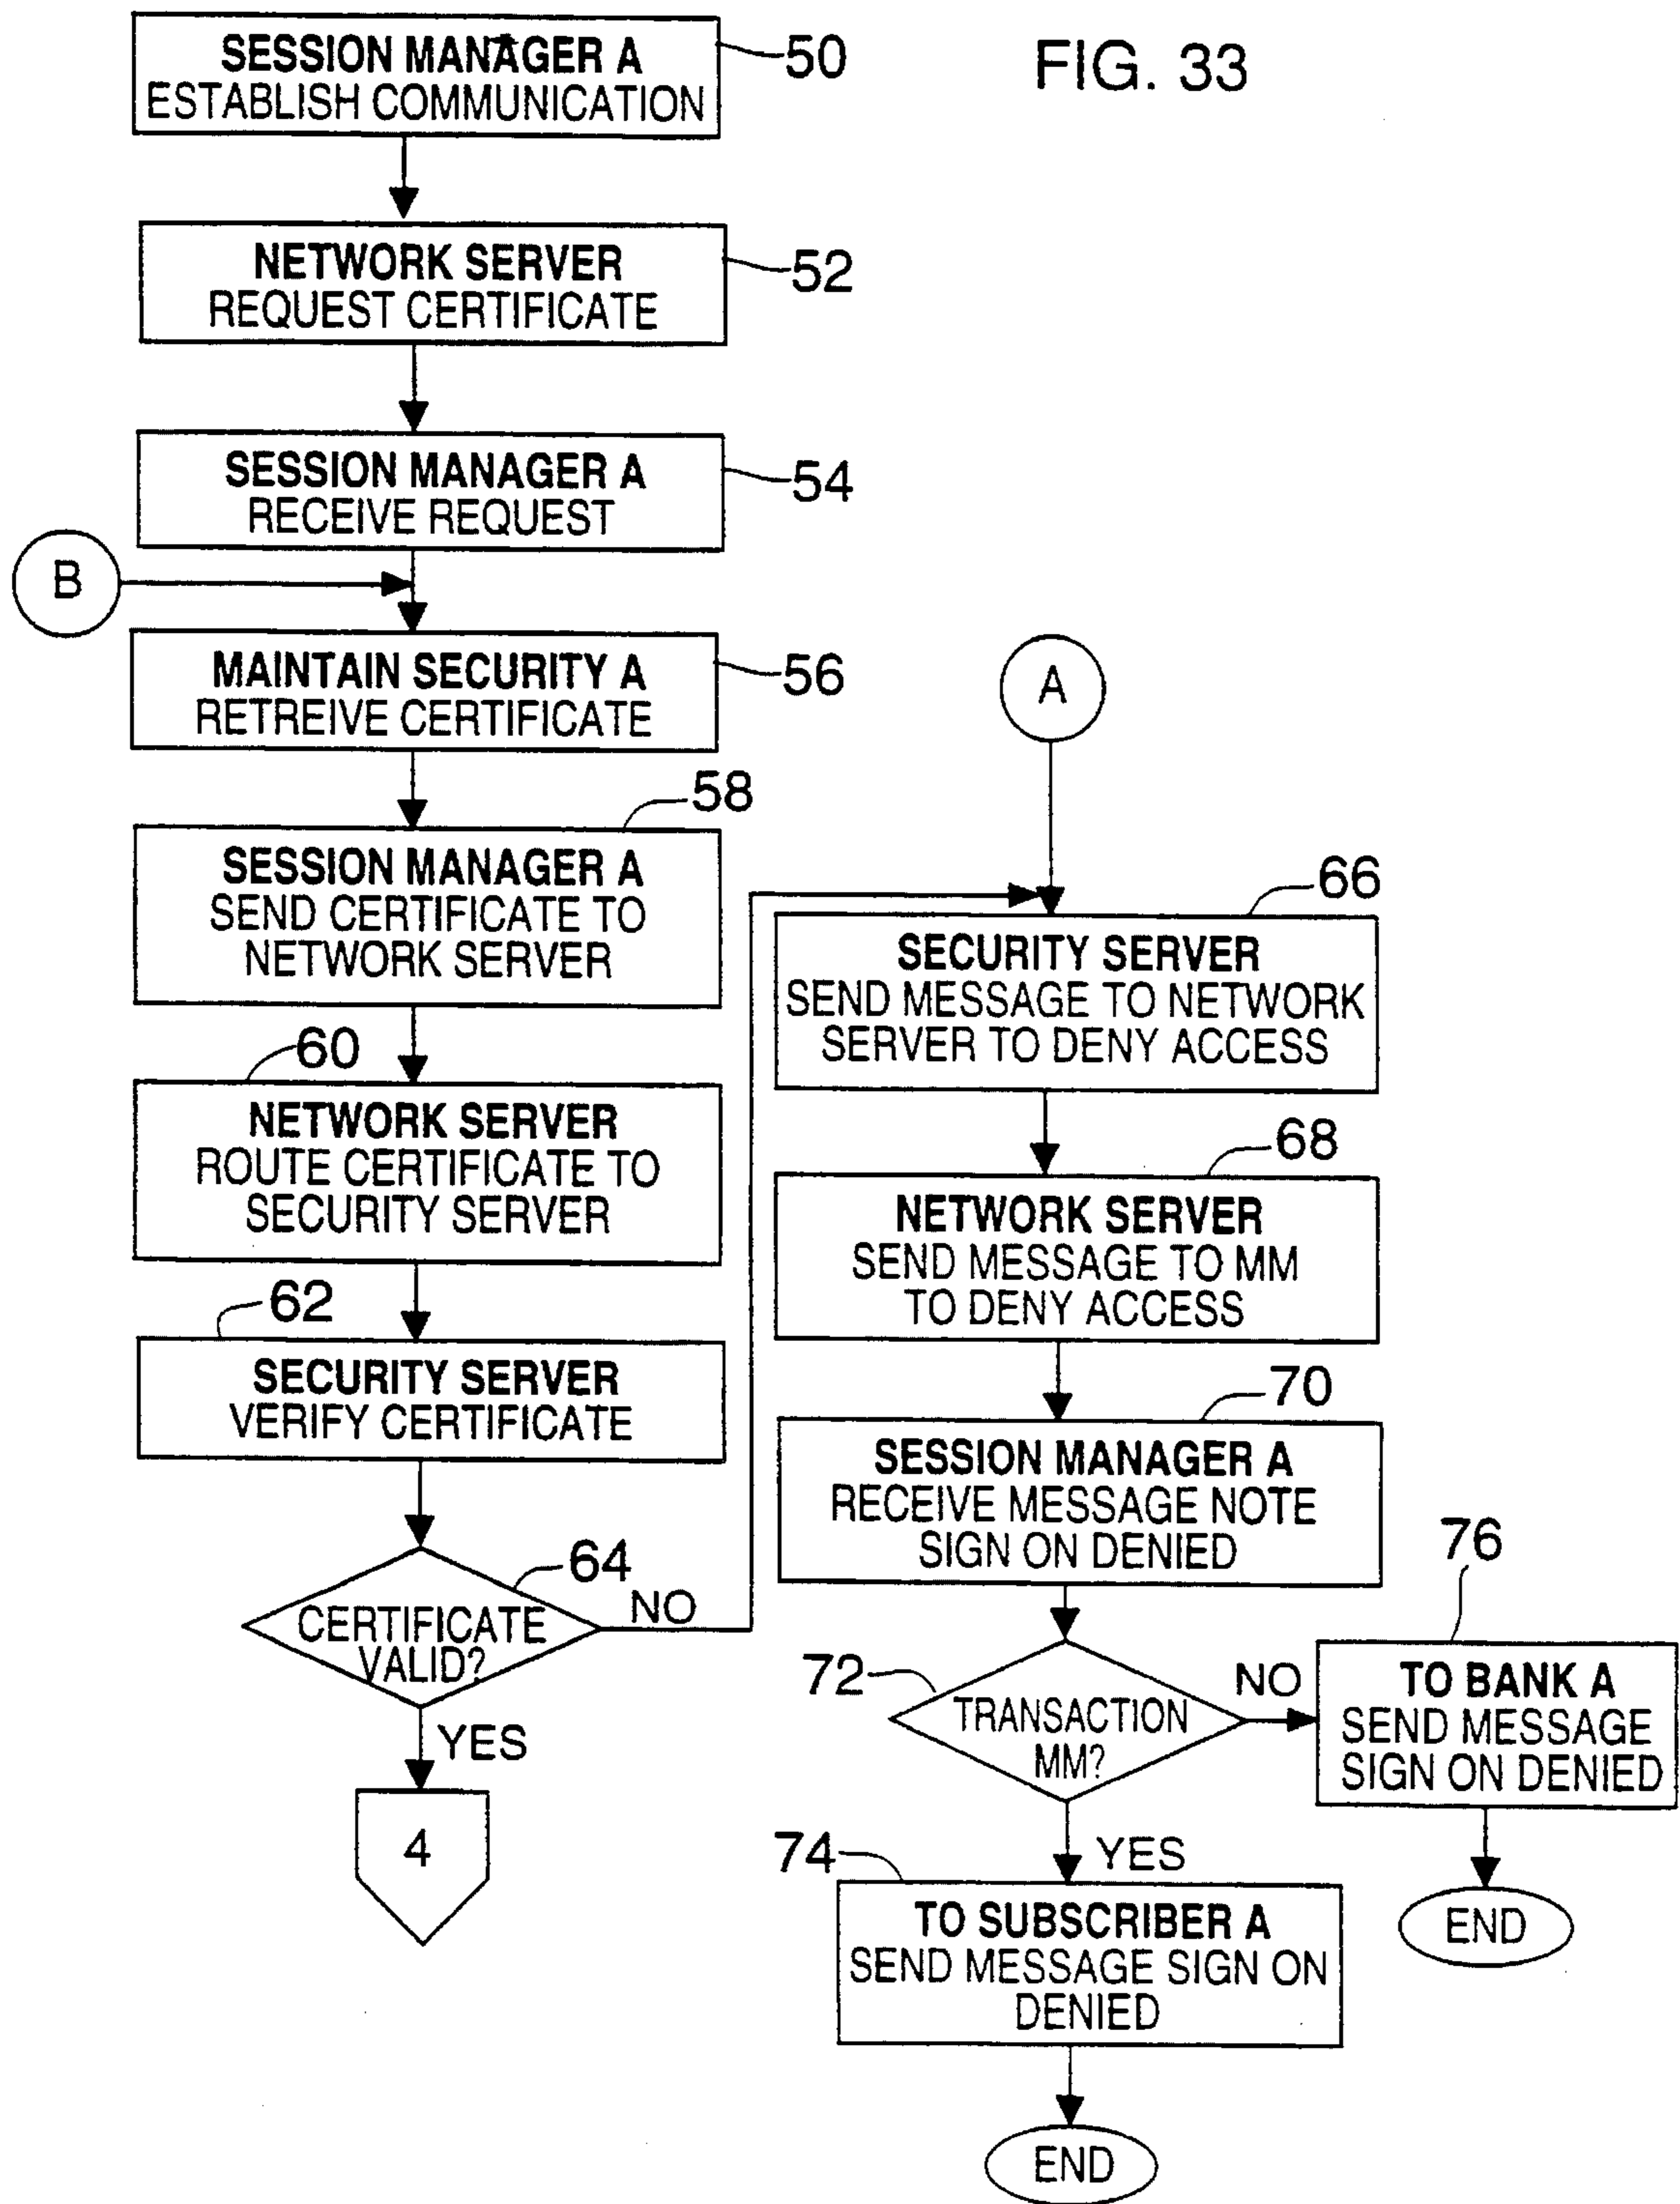 FIG. 33
SESSION MANAGER A
ESTABLISH COMMUNICATION
50
NETWORK SERVER
REQUEST CERTIFICATE
52
SESSION MANAGER A
RECEIVE REQUEST
54
B
MAINTAIN SECURITY A
RETREIVE CERTIFICATE
56
58
SESSION MANAGER A
SEND CERTIFICATE TO
NETWORK SERVER
60
NETWORK SERVER
ROUTE CERTIFICATE TO
SECURITY SERVER
62
SECURITY SERVER
VERIFY CERTIFICATE
64
CERTIFICATE
VALID?
NO
YES
4
A
66
SECURITY SERVER
SEND MESSAGE TO NETWORK
SERVER TO DENY ACCESS
68
NETWORK SERVER
SEND MESSAGE TO MM
TO DENY ACCESS
70
SESSION MANAGER A
RECEIVE MESSAGE NOTE
SIGN ON DENIED
72
TRANSACTION
MM?
NO
76
TO BANK A
SEND MESSAGE
SIGN ON DENIED
END
YES
74
TO SUBSCRIBER A
SEND MESSAGE SIGN ON
DENIED
END